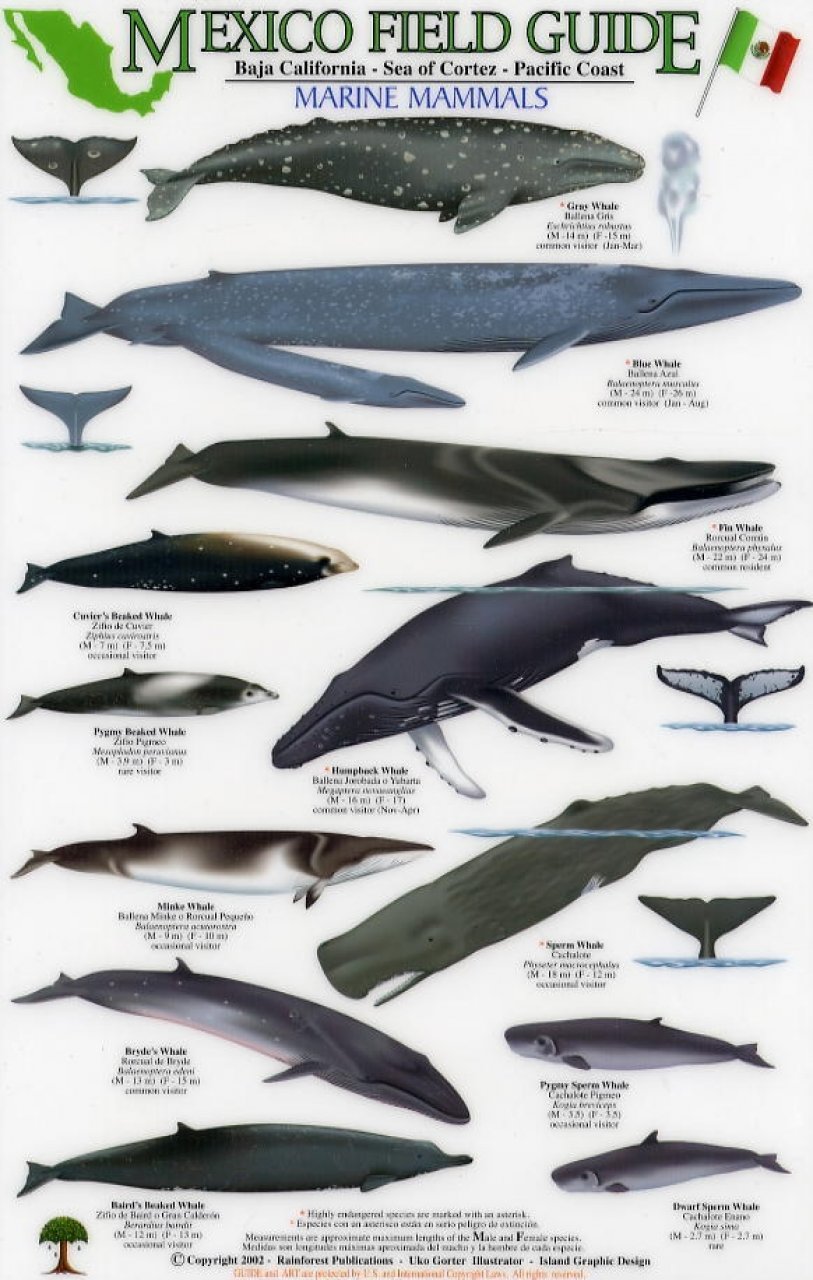 MEXICO FIELD GUIDE
Baja California - Sea of Cortez - Pacific Coast
MARINE MAMMALS
* Gray Whale
Ballena Gris
Eschrichtius robustus
(M -14 m) (F -15 m)
common visitor (Jan-Mar)
* Blue Whale
Ballena Azul
Balaenoptera musculus
(M - 24 m) (F -26 m)
common visitor (Jan - Aug)
* Fin Whale
Rorcual Común
Balaenoptera physalus
(M - 22 m) (F - 24 m)
common resident
Cuvier's Beaked Whale
Zifio de Cuvier
Ziphius cavirostris
(M - 7 m) (F - 7,5 m)
occasional visitor
Pygmy Beaked Whale
Zifio Pigmeo
Mesoplodon peruvianus
(M - 3,9 m) (F - 3 m)
rare visitor
* Humpback Whale
Ballena Jorobada o Yubarta
Megaptera novaeangliae
(M - 16 m) (F - 17)
common visitor (Nov-Apr)
Minke Whale
Ballena Minke o Rorcual Pequeño
Balaenoptera acutorostra
(M - 9 m) (F - 10 m)
occasional visitor
* Sperm Whale
Cachalote
Physeter macrocephalus
(M - 18 m) (F - 12 m)
occasional visitor
Bryde's Whale
Rorcual de Bryde
Balaenoptera edeni
(M - 13 m) (F - 15 m)
common visitor
Pygmy Sperm Whale
Cachalote Pigmeo
Kogia breviceps
(M - 3.5) (F - 3.5)
occasional visitor
Baird's Beaked Whale
Zifio de Baird o Gran Calderón
Berardius bairdii
(M - 12 m) (F - 13 m)
occasional visitor
Dwarf Sperm Whale
Cachalote Enano
Kogia sima
(M - 2.7 m) (F - 2.7 m)
rare
* Highly endangered species are marked with an asterisk.
* Especies con an asterisco están en serio peligro de extinción.
Measurements are approximate maximum lengths of the Male and Female species.
Medidas son longitudes máximas aproximada del macho y la hombre de cada especie.
© Copyright 2002 - Rainforest Publications - Uko Gorter Illustrator - Island Graphic Design
GUIDE and ART are protected by U.S. and International Copyright Laws. All rights reserved.